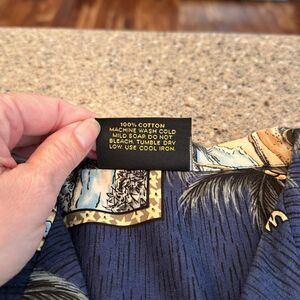 100% COTTON
MACHINE WASH COLD
MILD SOAP. DO NOT
BLEACH. TUMBLE DRY
LOW. USE COOL IRON.